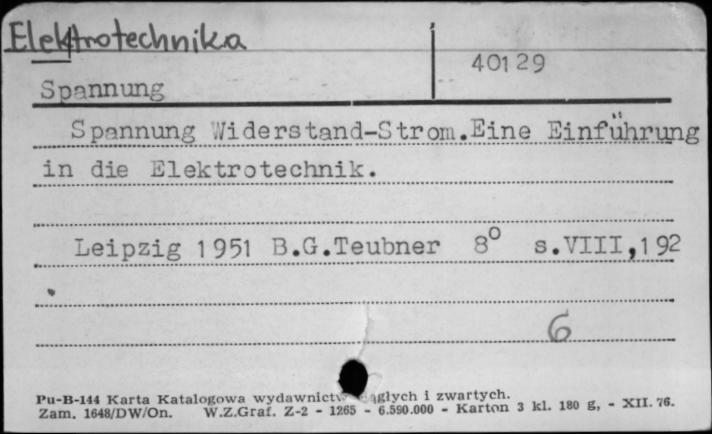 Elektrotechnika
40129
Spannung
Spannung Widerstand-Strom.Eine Einführung
in die Elektrotechnik.
Leipzig 1951 B.G.Teubner 8° s.VIII,192
6
Pu-B-144 Karta Katalogowa wydawnictw ciągłych i zwartych.
Zam. 1648/DW/On. W.Z.Graf. Z-2 - 1265 - 6.590.000 - Karton 3 kl. 180 g, - XII. 76.